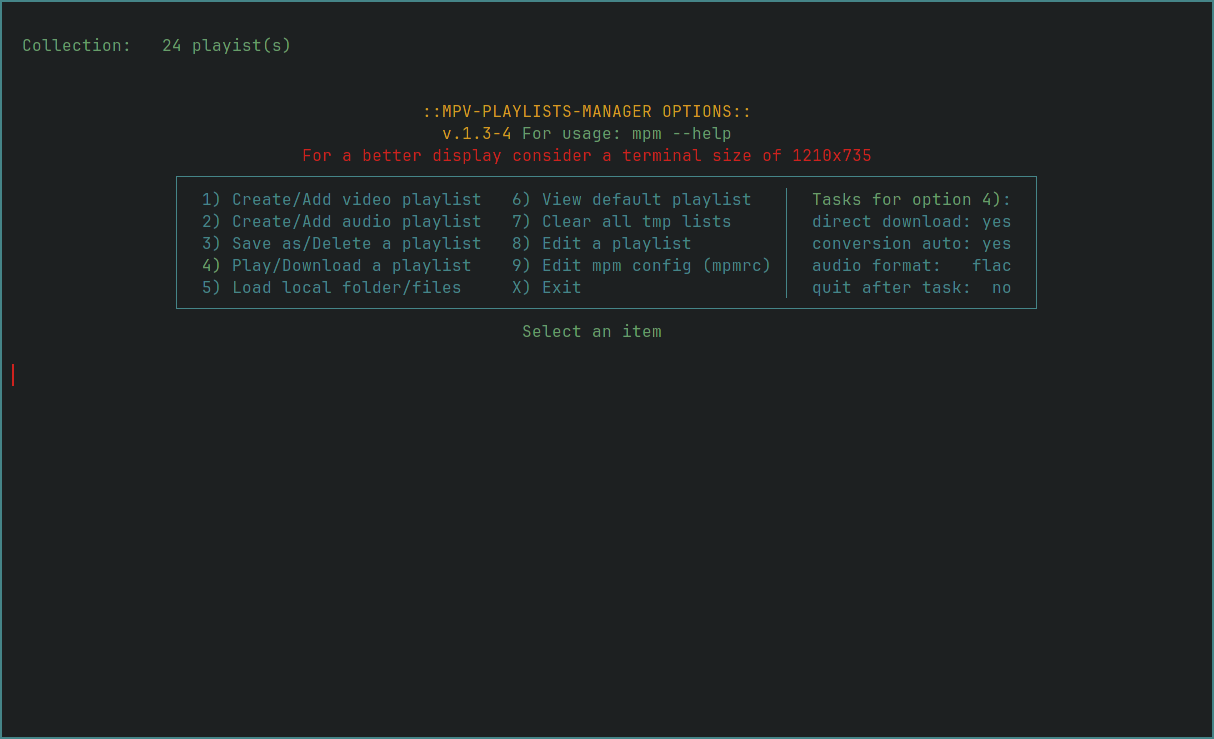 Collection:   24 playist(s)
::MPV-PLAYLISTS-MANAGER OPTIONS::
v.1.3-4 For usage: mpm --help
For a better display consider a terminal size of 1210x735
1) Create/Add video playlist   6) View default playlist   Tasks for option 4):
2) Create/Add audio playlist   7) Clear all tmp lists   direct download: yes
3) Save as/Delete a playlist   8) Edit a playlist   conversion auto: yes
4) Play/Download a playlist   9) Edit mpm config (mpmrc)   audio format:   flac
5) Load local folder/files   X) Exit   quit after task:  no
Select an item